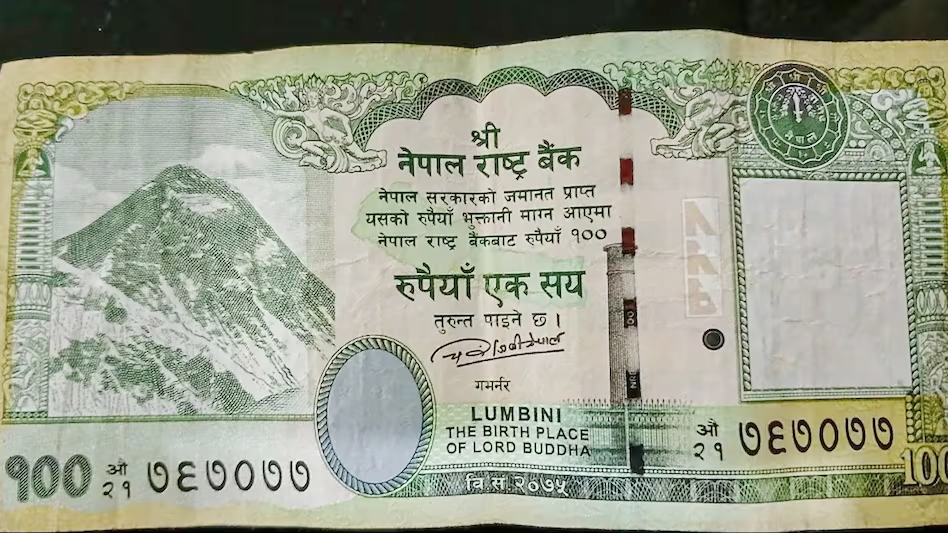 श्री
नेपाल राष्ट्र बैंक
नेपाल सरकारको जमानत प्राप्त
यसको रुपैयाँ भुक्तानी माग्न आएमा
नेपाल राष्ट्र बैंकबाट रुपैयाँ १००
रुपैयाँ एक सय
तुरुन्त पाइने छ।
गभर्नर
LUMBINI
THE BIRTH PLACE
OF LORD BUDDHA
वि.सं. २०७५
१००
औ
२१ ७६७०७७
औ
२१ ७६७०७७
100